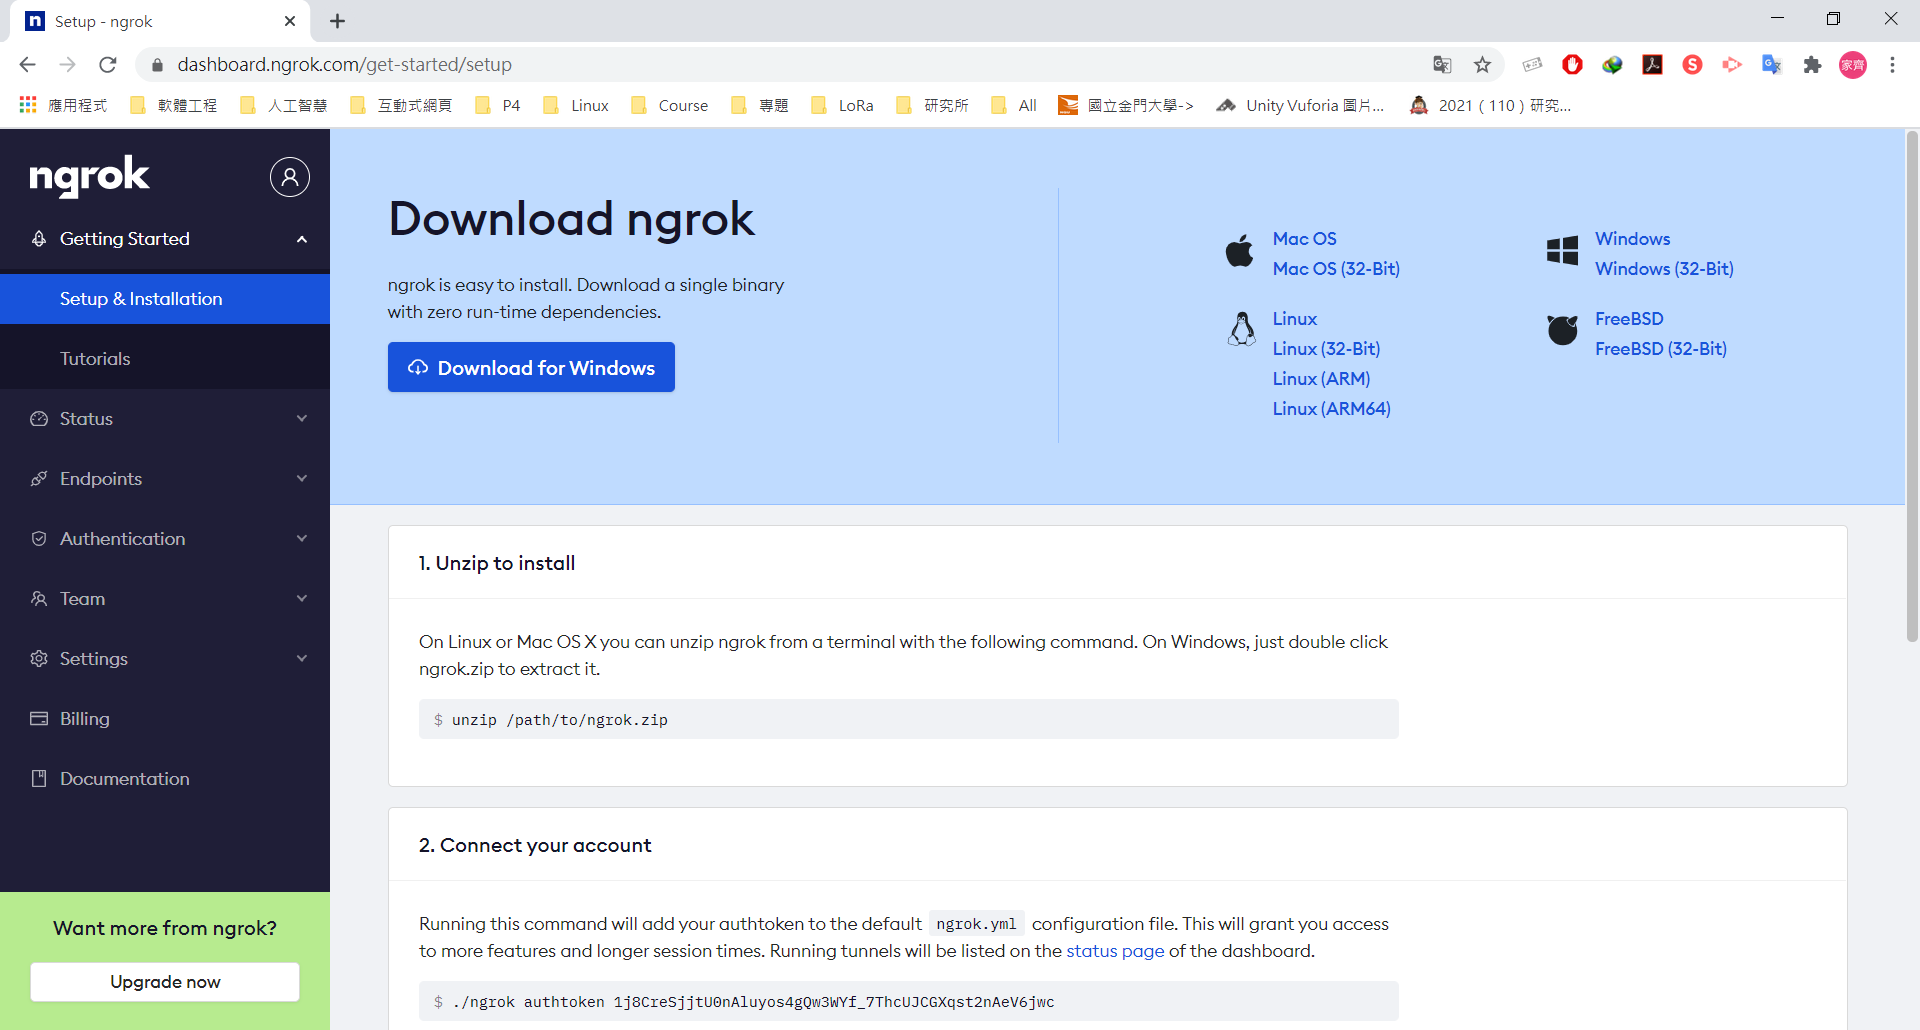 Setup - ngrok
dashboard.ngrok.com/get-started/setup
家齊
應用程式
軟體工程
人工智慧
互動式網頁
P4
Linux
Course
專題
LoRa
研究所
All
國立金門大學->
Unity Vuforia 圖片...
2021 ( 110 ) 研究...
ngrok
Getting Started
Setup & Installation
Tutorials
Status
Endpoints
Authentication
Team
Settings
Billing
Documentation
Want more from ngrok?
Upgrade now
Download ngrok
ngrok is easy to install. Download a single binary
with zero run-time dependencies.
Download for Windows
Mac OS
Mac OS (32-Bit)
Linux
Linux (32-Bit)
Linux (ARM)
Linux (ARM64)
Windows
Windows (32-Bit)
FreeBSD
FreeBSD (32-Bit)
1. Unzip to install
On Linux or Mac OS X you can unzip ngrok from a terminal with the following command. On Windows, just double click
ngrok.zip to extract it.
$ unzip /path/to/ngrok.zip
2. Connect your account
Running this command will add your authtoken to the default ngrok.yml configuration file. This will grant you access
to more features and longer session times. Running tunnels will be listed on the status page of the dashboard.
$ ./ngrok authtoken 1j8CreSjjtU0nAluyos4gQw3WYf_7ThcUJCGXqst2nAeV6jwc